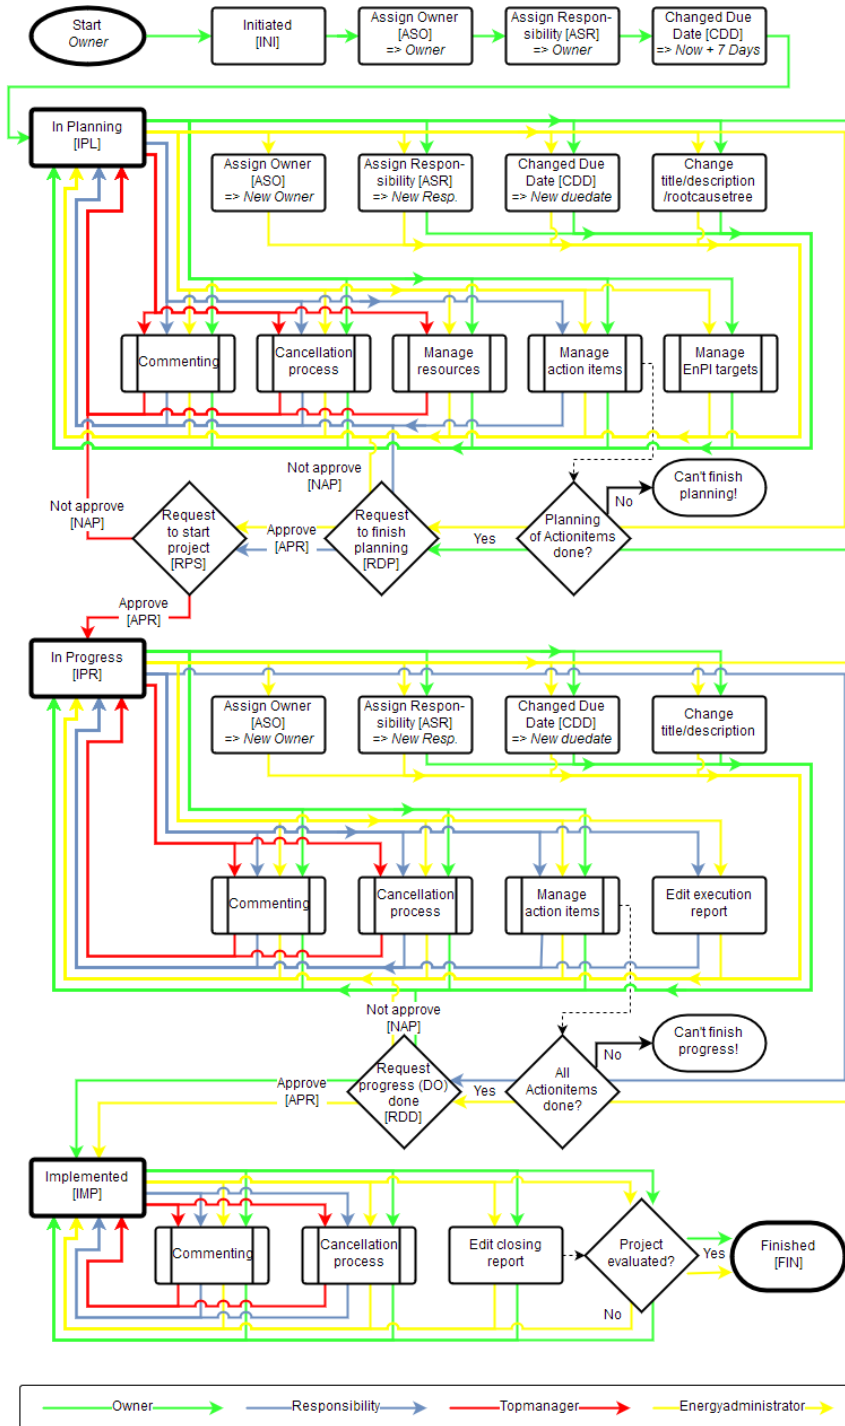 Start
Owner
Initiated
[INI]
Assign Owner
[ASO]
=> Owner
Assign Respon-
sibility [ASR]
=> Owner
Changed Due
Date [CDD]
=> Now + 7 Days
In Planning
[IPL]
Assign Owner
[ASO]
=> New Owner
Assign Respon-
sibility [ASR]
=> New Resp.
Changed Due
Date [CDD]
=> New duedate
Change
title/description
/rootcausetree
Commenting
Cancellation
process
Manage
resources
Manage
action items
Manage
EnPI targets
Not approve
[NAP]
Can't finish
planning!
No
Not approve
[NAP]
Request
to start
project
[RPS]
Approve
[APR]
Request
to finish
planning
[RDP]
Yes
Planning
of Actionitems
done?
Approve
[APR]
In Progress
[IPR]
Assign Owner
[ASO]
=> New Owner
Assign Respon-
sibility [ASR]
=> New Resp.
Changed Due
Date [CDD]
=> New duedate
Change
title/description
Commenting
Cancellation
process
Manage
action items
Edit execution
report
Not approve
[NAP]
Can't finish
progress!
No
Approve
[APR]
Request
progress (DO)
done
[RDD]
Yes
All
Actionitems
done?
Implemented
[IMP]
Commenting
Cancellation
process
Edit closing
report
Project
evaluated?
Yes
No
Finished
[FIN]
Owner
Responsibility
Topmanager
Energyadministrator